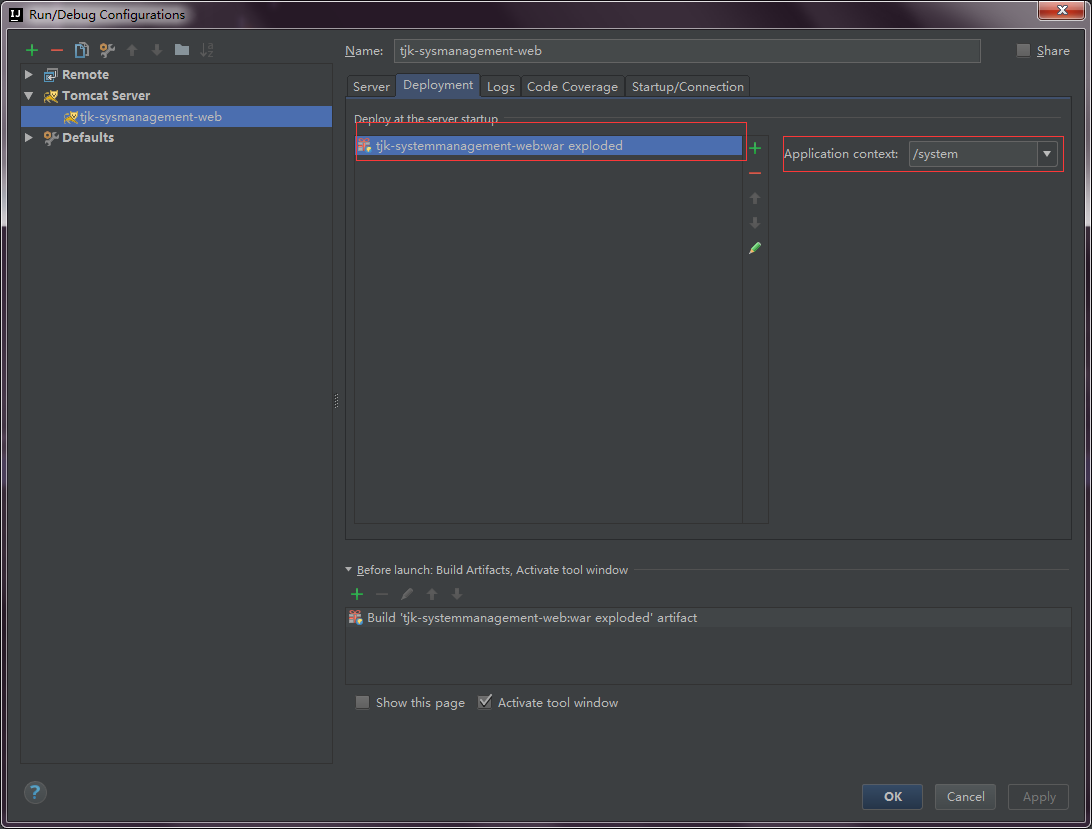 Run/Debug Configurations
Name: tjk-sysmanagement-web Share
Remote
Tomcat Server
tjk-sysmanagement-web
Defaults
Server Deployment Logs Code Coverage Startup/Connection
Deploy at the server startup
tjk-systemmanagement-web:war exploded
Application context: /system
Before launch: Build Artifacts, Activate tool window
Build 'tjk-systemmanagement-web:war exploded' artifact
Show this page Activate tool window
OK Cancel Apply